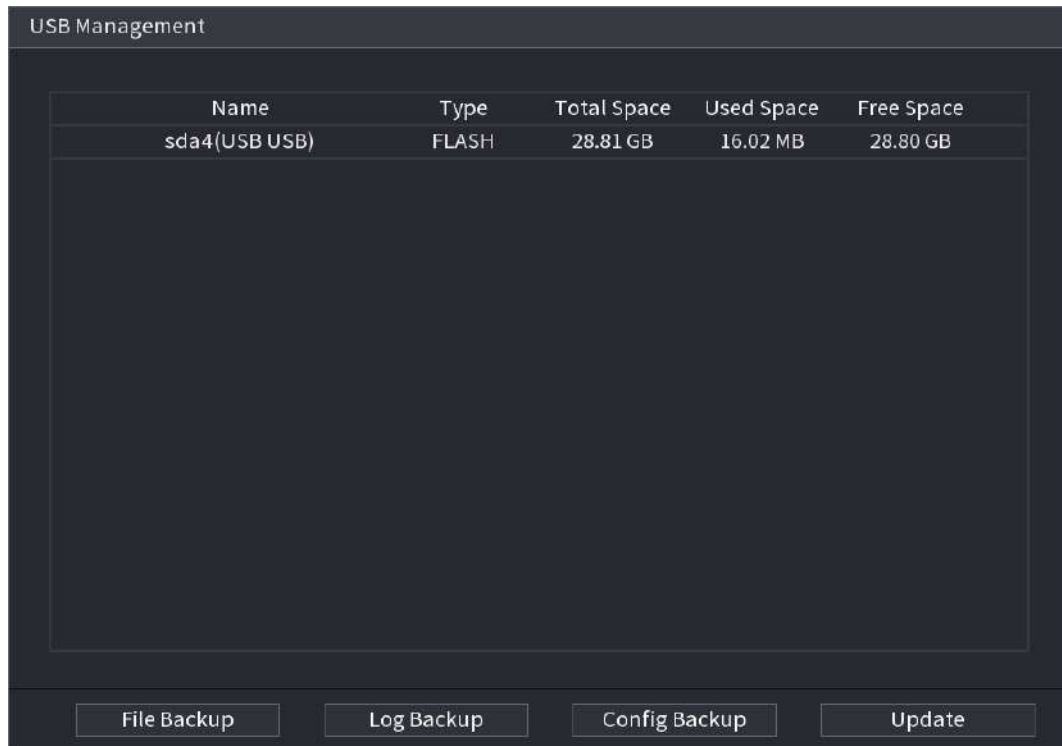 USB Management
Name Type Total Space Used Space Free Space
sda4(USB USB) FLASH 28.81 GB 16.02 MB 28.80 GB
File Backup Log Backup Config Backup Update